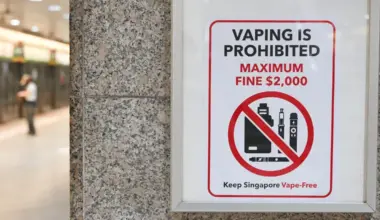 VAPING IS
PROHIBITED
MAXIMUM
FINE $2,000
Keep Singapore Vape-Free